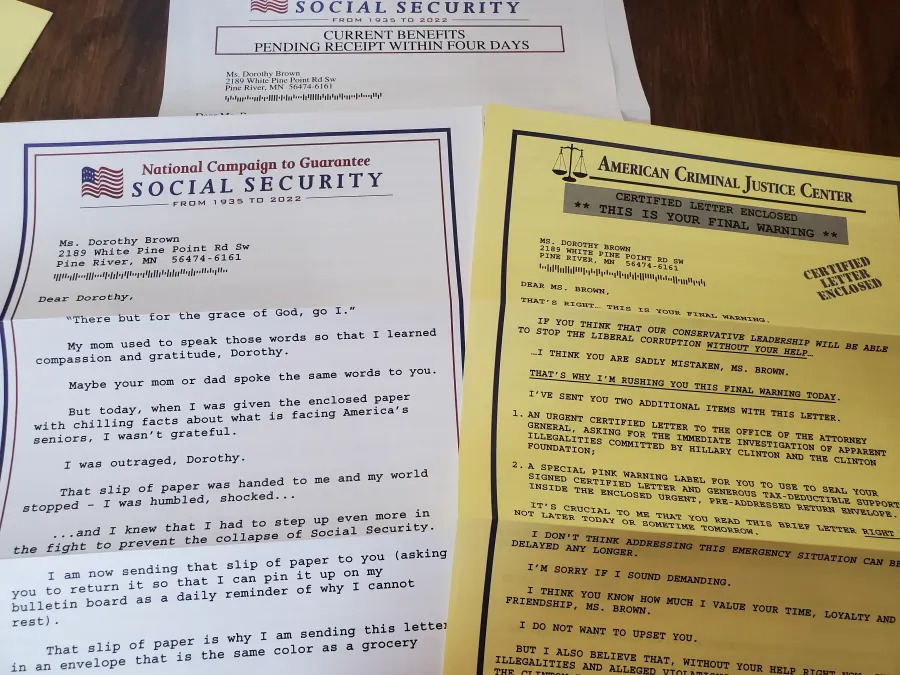 SOCIAL SECURITY
FROM 1935 TO 2022
CURRENT BENEFITS
PENDING RECEIPT WITHIN FOUR DAYS
Ms. Dorothy Brown
2189 White Pine Point Rd Sw
Pine River, MN 56474-6161
National Campaign to Guarantee
SOCIAL SECURITY
FROM 1935 TO 2022
Ms. Dorothy Brown
2189 White Pine Point Rd Sw
Pine River, MN 56474-6161
Dear Dorothy,
"There but for the grace of God, go I."
My mom used to speak those words so that I learned
compassion and gratitude, Dorothy.
Maybe your mom or dad spoke the same words to you.
But today, when I was given the enclosed paper
with chilling facts about what is facing America's
seniors, I wasn't grateful.
I was outraged, Dorothy.
That slip of paper was handed to me and my world
stopped – I was humbled, shocked...
...and I knew that I had to step up even more in
the fight to prevent the collapse of Social Security.
I am now sending that slip of paper to you (asking
you to return it so that I can pin it up on my
bulletin board as a daily reminder of why I cannot
rest).
That slip of paper is why I am sending this letter
in an envelope that is the same color as a grocery
AMERICAN CRIMINAL JUSTICE CENTER
CERTIFIED LETTER ENCLOSED
** THIS IS YOUR FINAL WARNING **
MS. DOROTHY BROWN
2189 WHITE PINE POINT RD SW
PINE RIVER, MN 56474-6161
CERTIFIED
LETTER
ENCLOSED
DEAR MS. BROWN,
THAT'S RIGHT… THIS IS YOUR FINAL WARNING.
IF YOU THINK THAT OUR CONSERVATIVE LEADERSHIP WILL BE ABLE
TO STOP THE LIBERAL CORRUPTION WITHOUT YOUR HELP…
…I THINK YOU ARE SADLY MISTAKEN, MS. BROWN.
THAT'S WHY I'M RUSHING YOU THIS FINAL WARNING TODAY.
I'VE SENT YOU TWO ADDITIONAL ITEMS WITH THIS LETTER.
1. AN URGENT CERTIFIED LETTER TO THE OFFICE OF THE ATTORNEY
GENERAL, ASKING FOR THE IMMEDIATE INVESTIGATION OF APPARENT
ILLEGALITIES COMMITTED BY HILLARY CLINTON AND THE CLINTON
FOUNDATION;
2. A SPECIAL PINK WARNING LABEL FOR YOU TO USE TO SEAL YOUR
SIGNED CERTIFIED LETTER AND GENEROUS TAX-DEDUCTIBLE SUPPORT
INSIDE THE ENCLOSED URGENT, PRE-ADDRESSED RETURN ENVELOPE.
IT'S CRUCIAL TO ME THAT YOU READ THIS BRIEF LETTER RIGHT
NOT LATER TODAY OR SOMETIME TOMORROW.
I DON'T THINK ADDRESSING THIS EMERGENCY SITUATION CAN BE
DELAYED ANY LONGER.
I'M SORRY IF I SOUND DEMANDING.
I THINK YOU KNOW HOW MUCH I VALUE YOUR TIME, LOYALTY AND
FRIENDSHIP, MS. BROWN.
I DO NOT WANT TO UPSET YOU.
BUT I ALSO BELIEVE THAT, WITHOUT YOUR HELP RIGHT
ILLEGALITIES AND ALLEGED